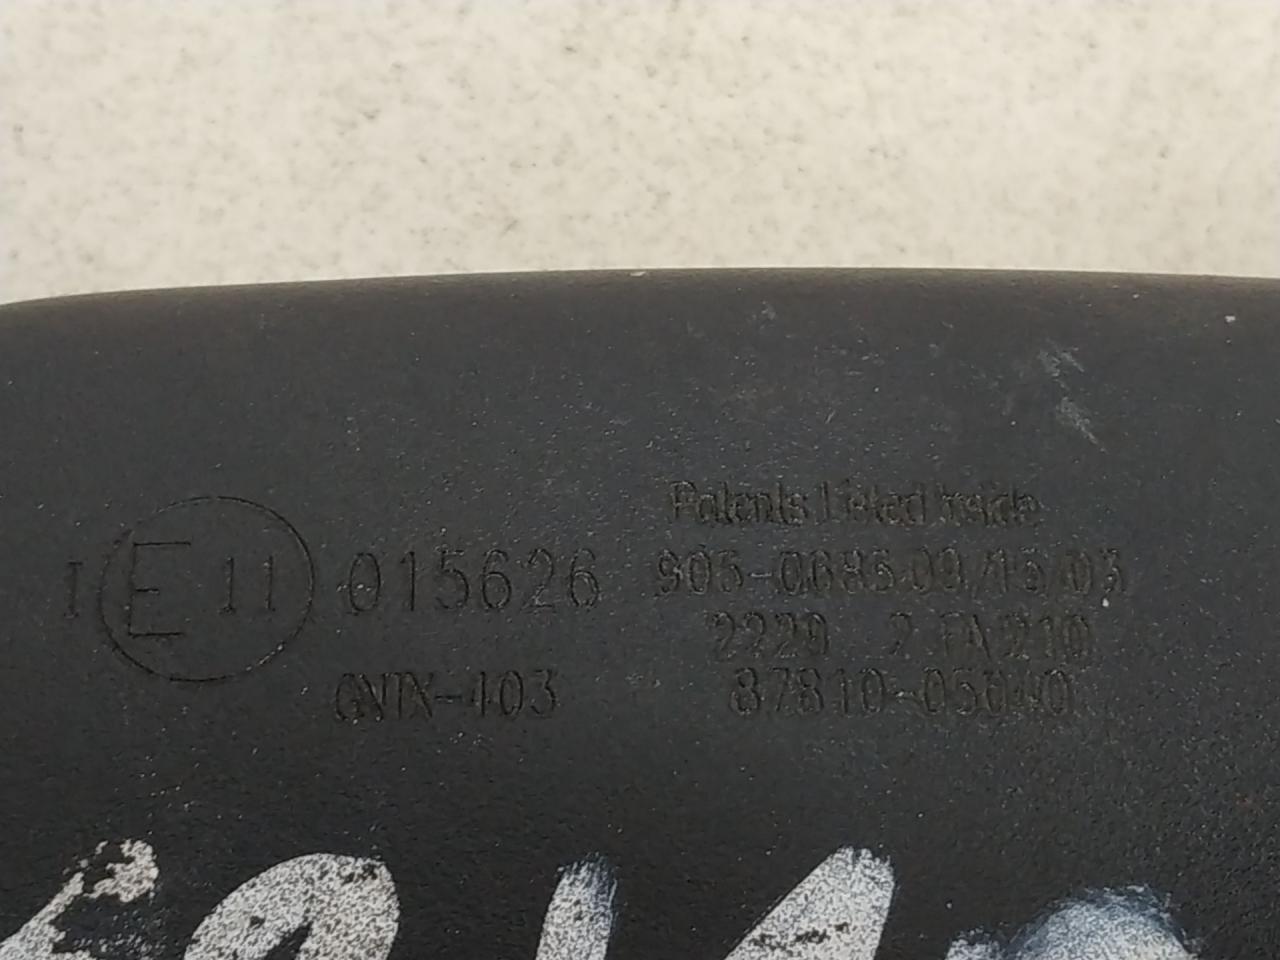 I E 11 015626
GNTX-403
Patents Listed Inside
905-0685 09/15/03
2229 2 FA210
87810-05040